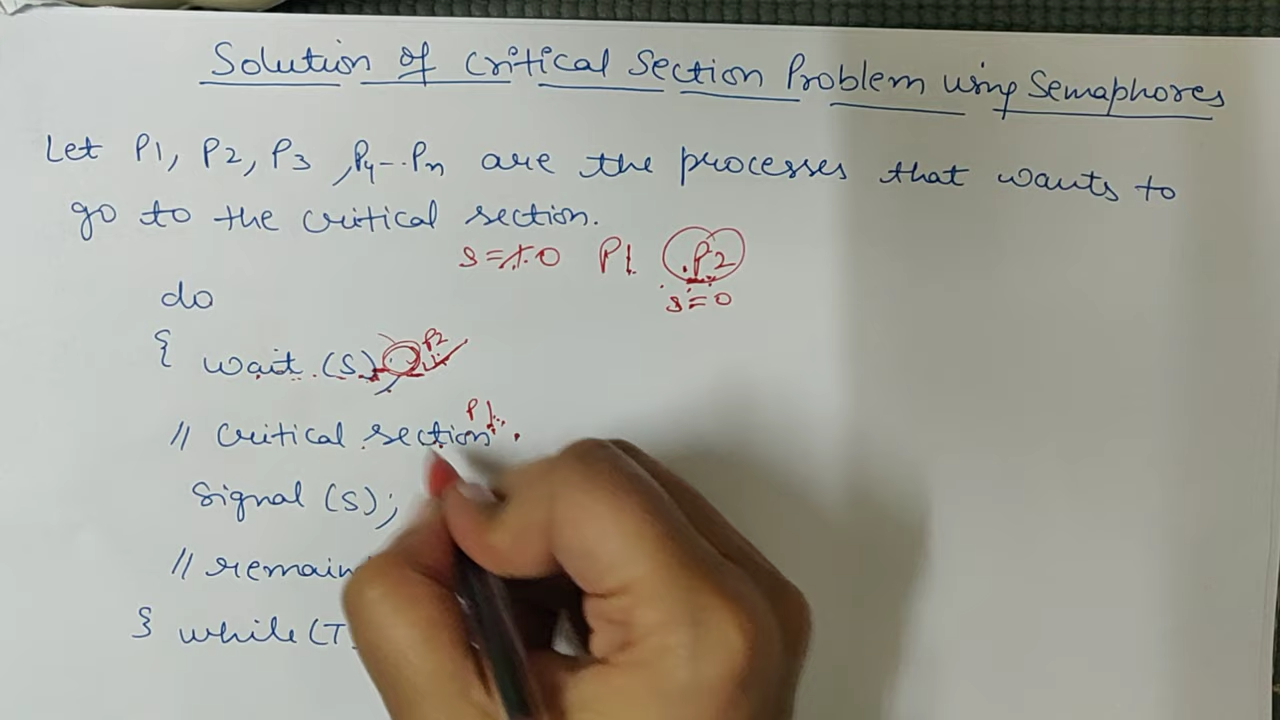 Solution of Critical Section Problem using Semaphores
Let P1, P2, P3 ,P4-.Pn are the processes that wants to
go to the critical section.
s=1.0 P1 P2
s=0
do
{ wait (S) P2
// critical section P1
Signal (S);
// remain
} while (T